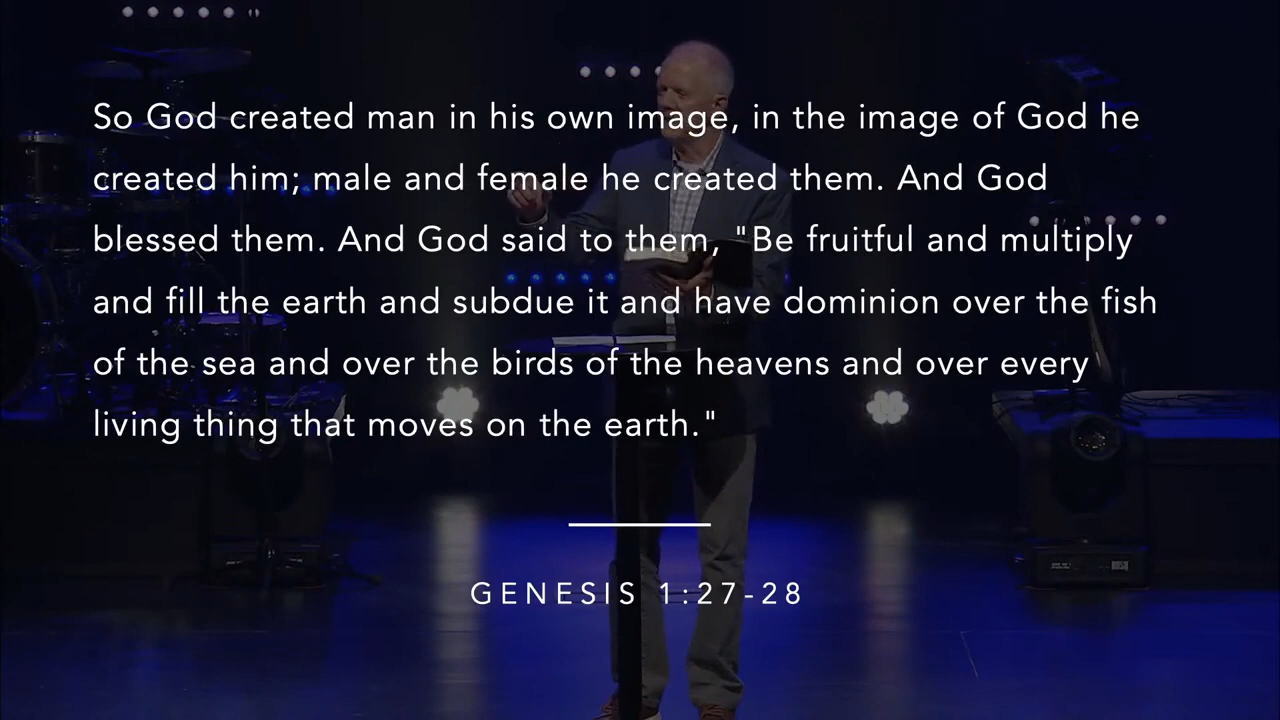 So God created man in his own image, in the image of God he
created him; male and female he created them. And God
blessed them. And God said to them, "Be fruitful and multiply
and fill the earth and subdue it and have dominion over the fish
of the sea and over the birds of the heavens and over every
living thing that moves on the earth."
GENESIS 1:27-28